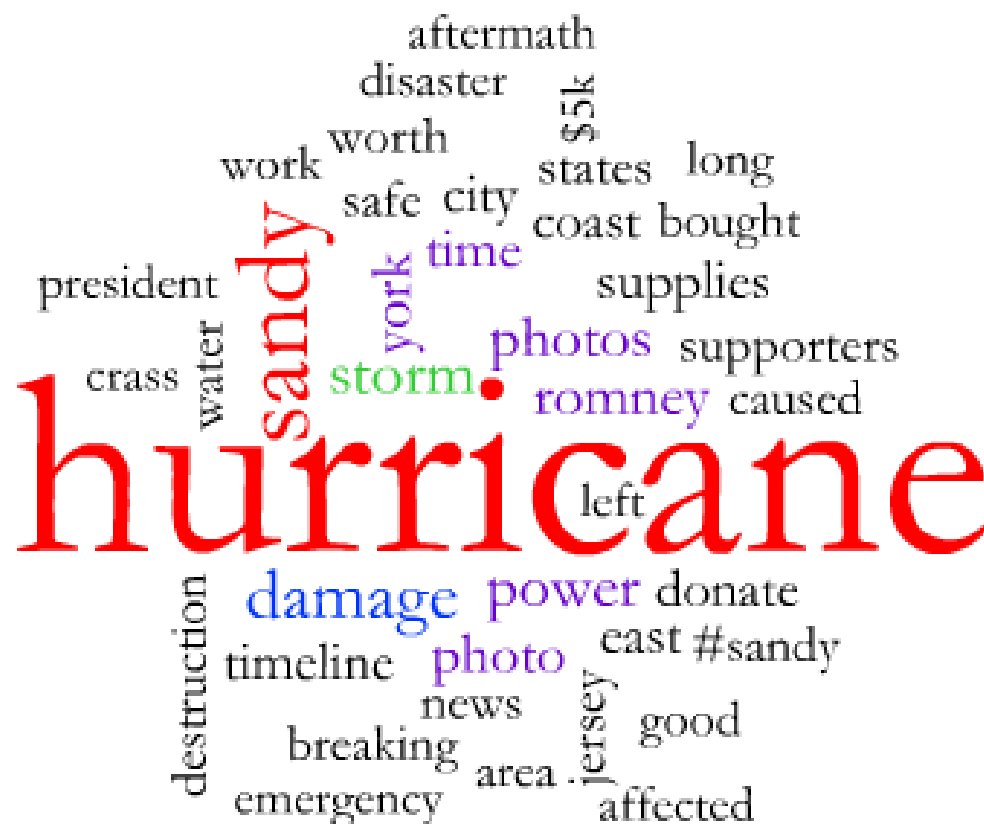 aftermath
disaster
$5k
worth
work
states
long
safe
city
coast
bought
sandy
time
york
president
supplies
water
photos
supporters
crass
storm
romney
caused
hurricane
left
damage
power
donate
destruction
east
#sandy
timeline
photo
news
jersey
good
breaking
area
emergency
affected